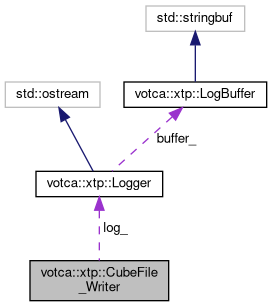 std::stringbuf
std::ostream
votca::xtp::LogBuffer
buffer_
votca::xtp::Logger
log_
votca::xtp::CubeFile
_Writer